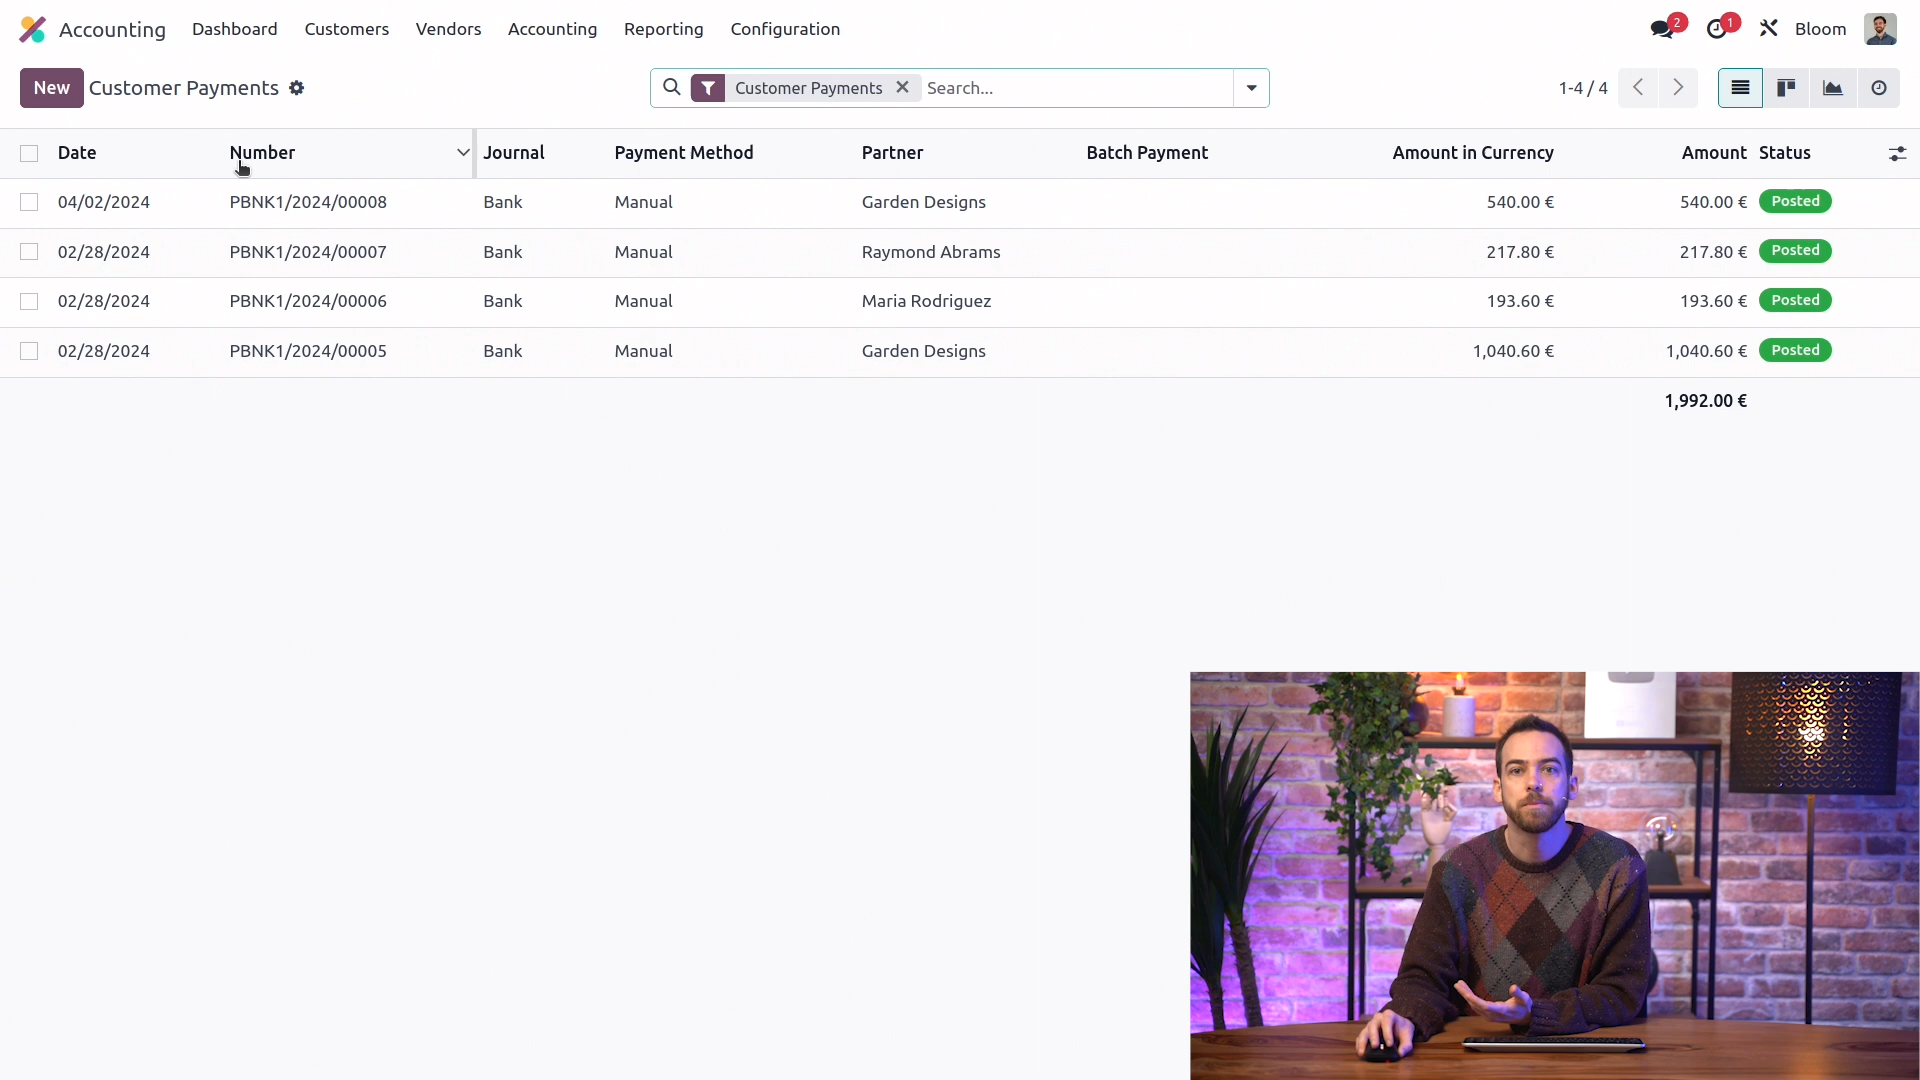 Accounting Dashboard Customers Vendors Accounting Reporting Configuration 2 1 Bloom
New Customer Payments Customer Payments Search... 1-4 / 4
Date Number Journal Payment Method Partner Batch Payment Amount in Currency Amount Status
04/02/2024 PBNK1/2024/00008 Bank Manual Garden Designs 540.00 € 540.00 € Posted
02/28/2024 PBNK1/2024/00007 Bank Manual Raymond Abrams 217.80 € 217.80 € Posted
02/28/2024 PBNK1/2024/00006 Bank Manual Maria Rodriguez 193.60 € 193.60 € Posted
02/28/2024 PBNK1/2024/00005 Bank Manual Garden Designs 1,040.60 € 1,040.60 € Posted
1,992.00 €